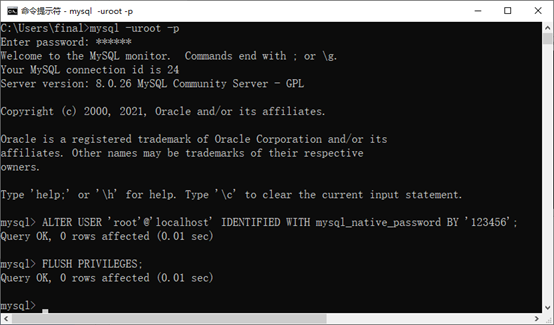 命令提示符 - mysql  -uroot -p
C:\Users\final>mysql -uroot -p
Enter password: ******
Welcome to the MySQL monitor.  Commands end with ; or \g.
Your MySQL connection id is 24
Server version: 8.0.26 MySQL Community Server - GPL
Copyright (c) 2000, 2021, Oracle and/or its affiliates.
Oracle is a registered trademark of Oracle Corporation and/or its
affiliates. Other names may be trademarks of their respective
owners.
Type 'help;' or '\h' for help. Type '\c' to clear the current input statement.
mysql> ALTER USER 'root'@'localhost' IDENTIFIED WITH mysql_native_password BY '123456';
Query OK, 0 rows affected (0.01 sec)
mysql> FLUSH PRIVILEGES;
Query OK, 0 rows affected (0.01 sec)
mysql>